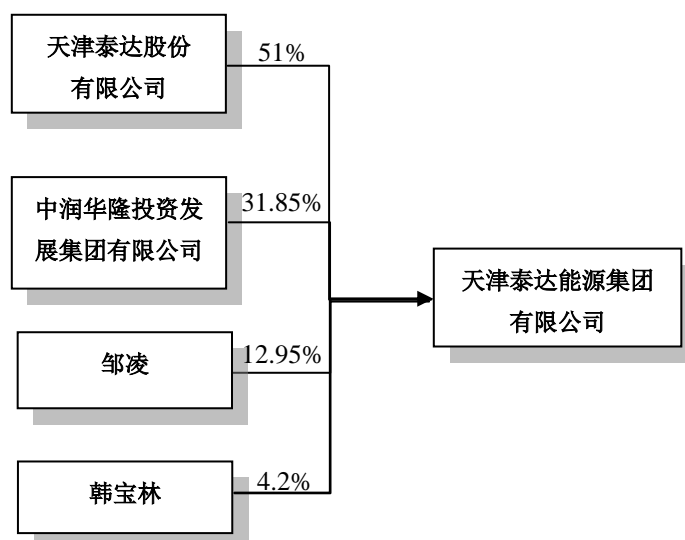 天津泰达股份
有限公司
51%
中润华隆投资发
展集团有限公司
31.85%
天津泰达能源集团
有限公司
邹凌
12.95%
韩宝林
4.2%